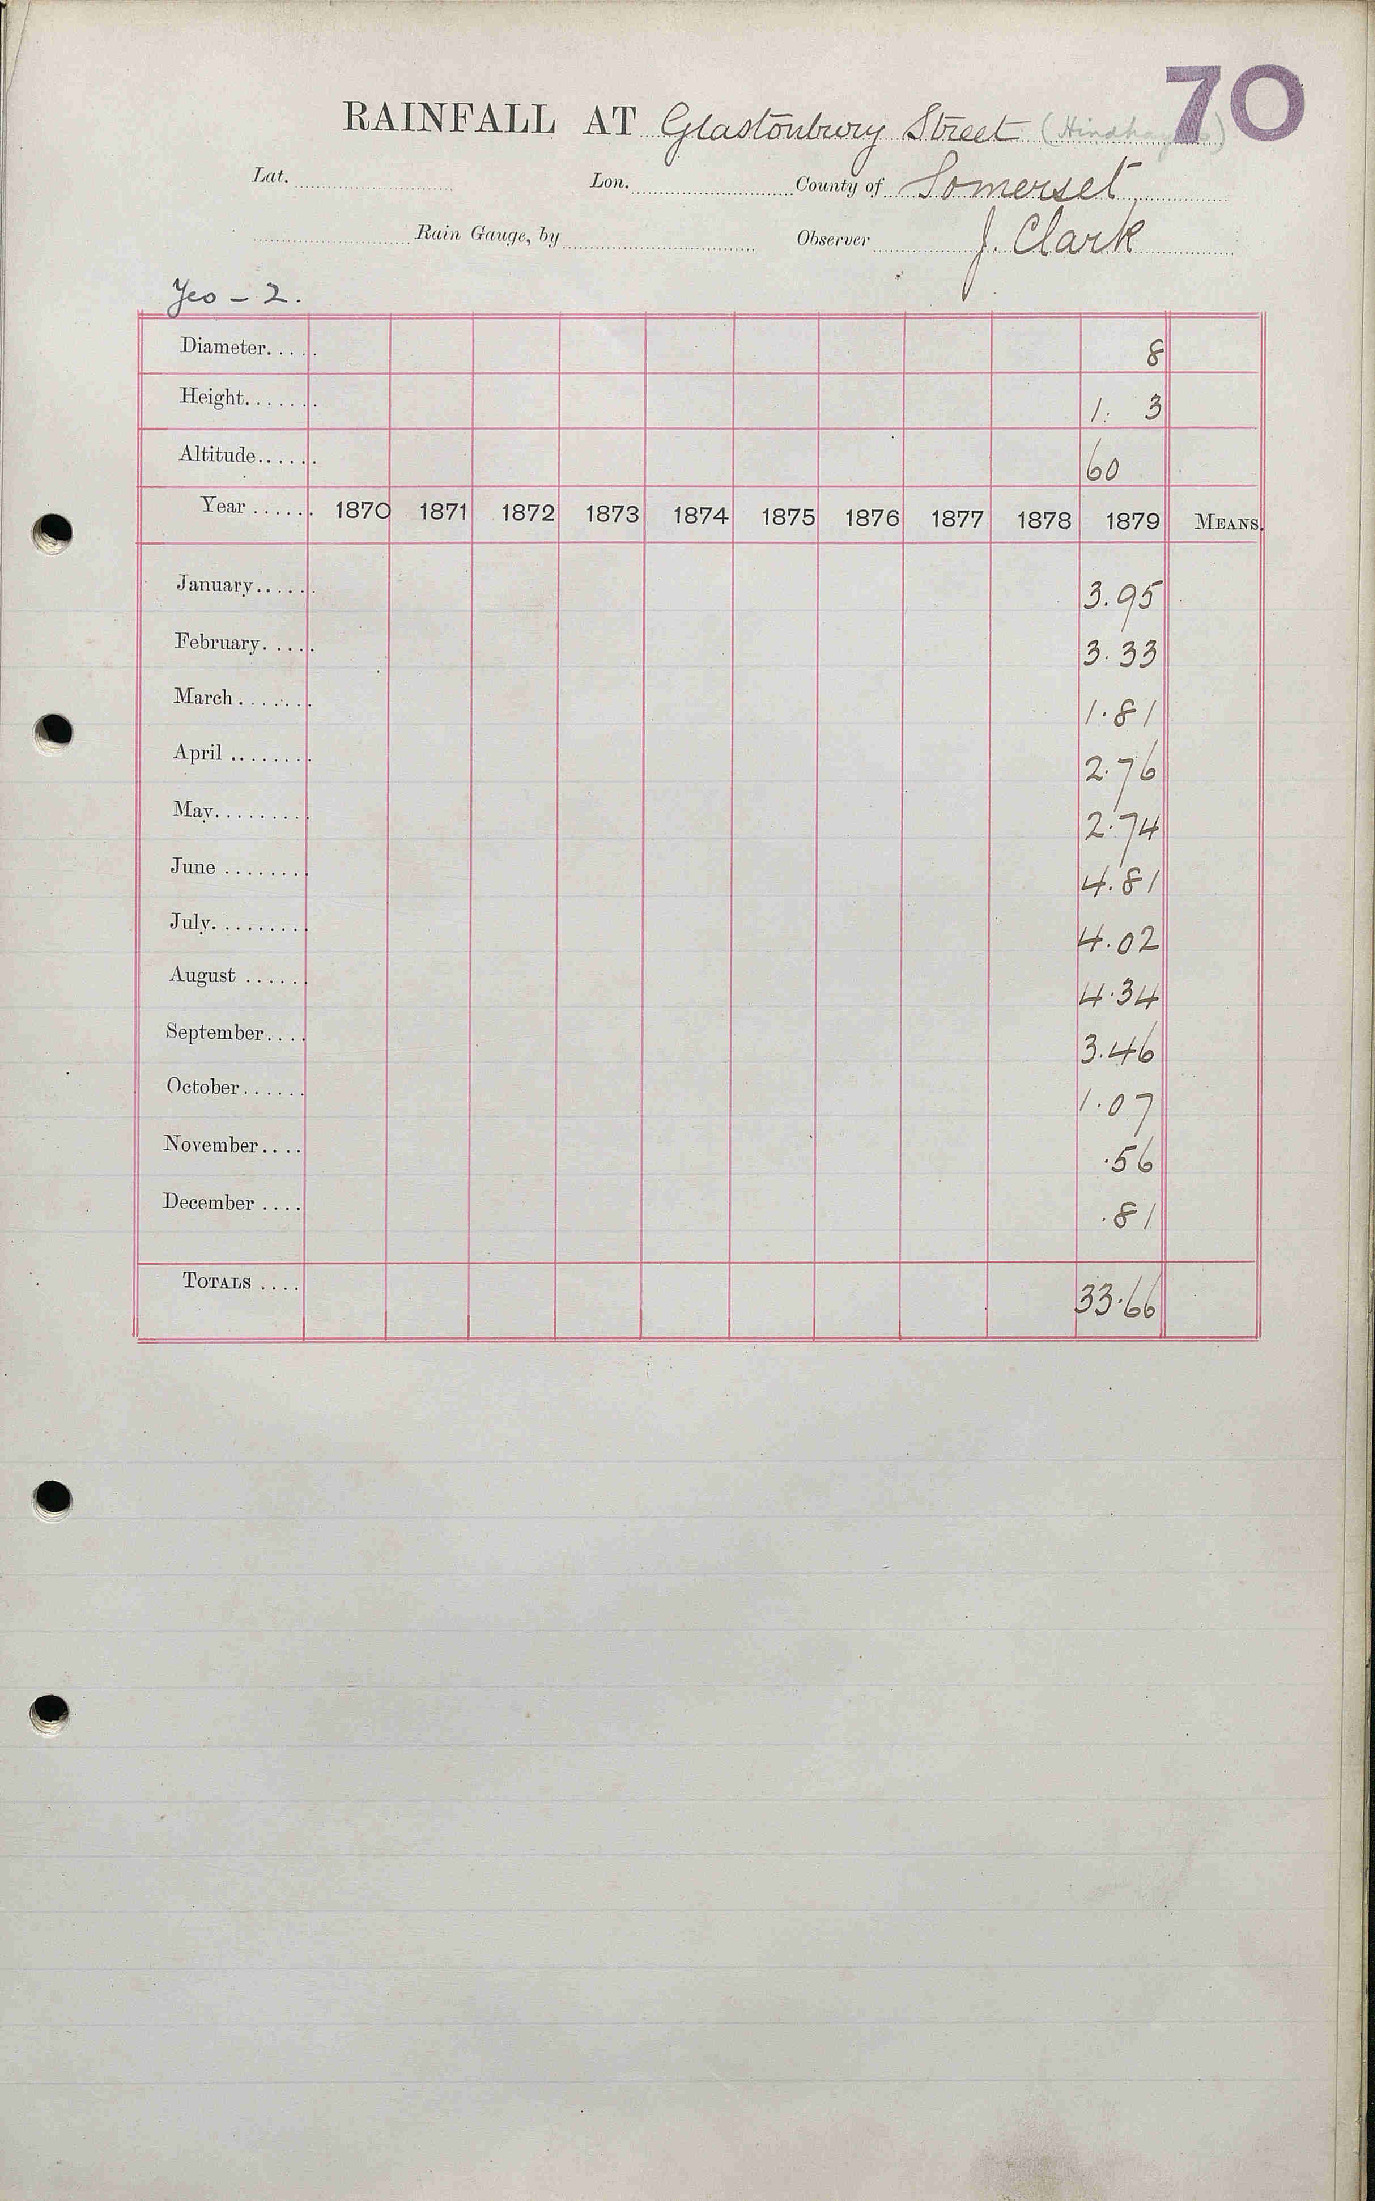 70
RAINFALL AT Glastonbury Street
Lat. Lon. County of Somerset
Rain Gauge, by Observer J. Clark
Yeo - 2.
Diameter..... 8
Height....... 1. 3
Altitude...... 60
Year ...... 1870 1871 1872 1873 1874 1875 1876 1877 1878 1879 MEANS.
January...... 3.95
February..... 3.33
March....... 1.81
April ........ 2.76
May......... 2.74
June ........ 4.81
July......... 4.02
August ...... 4.34
September.... 3.46
October...... 1.07
November.... .56
December .... .81
TOTALS .... 33.66